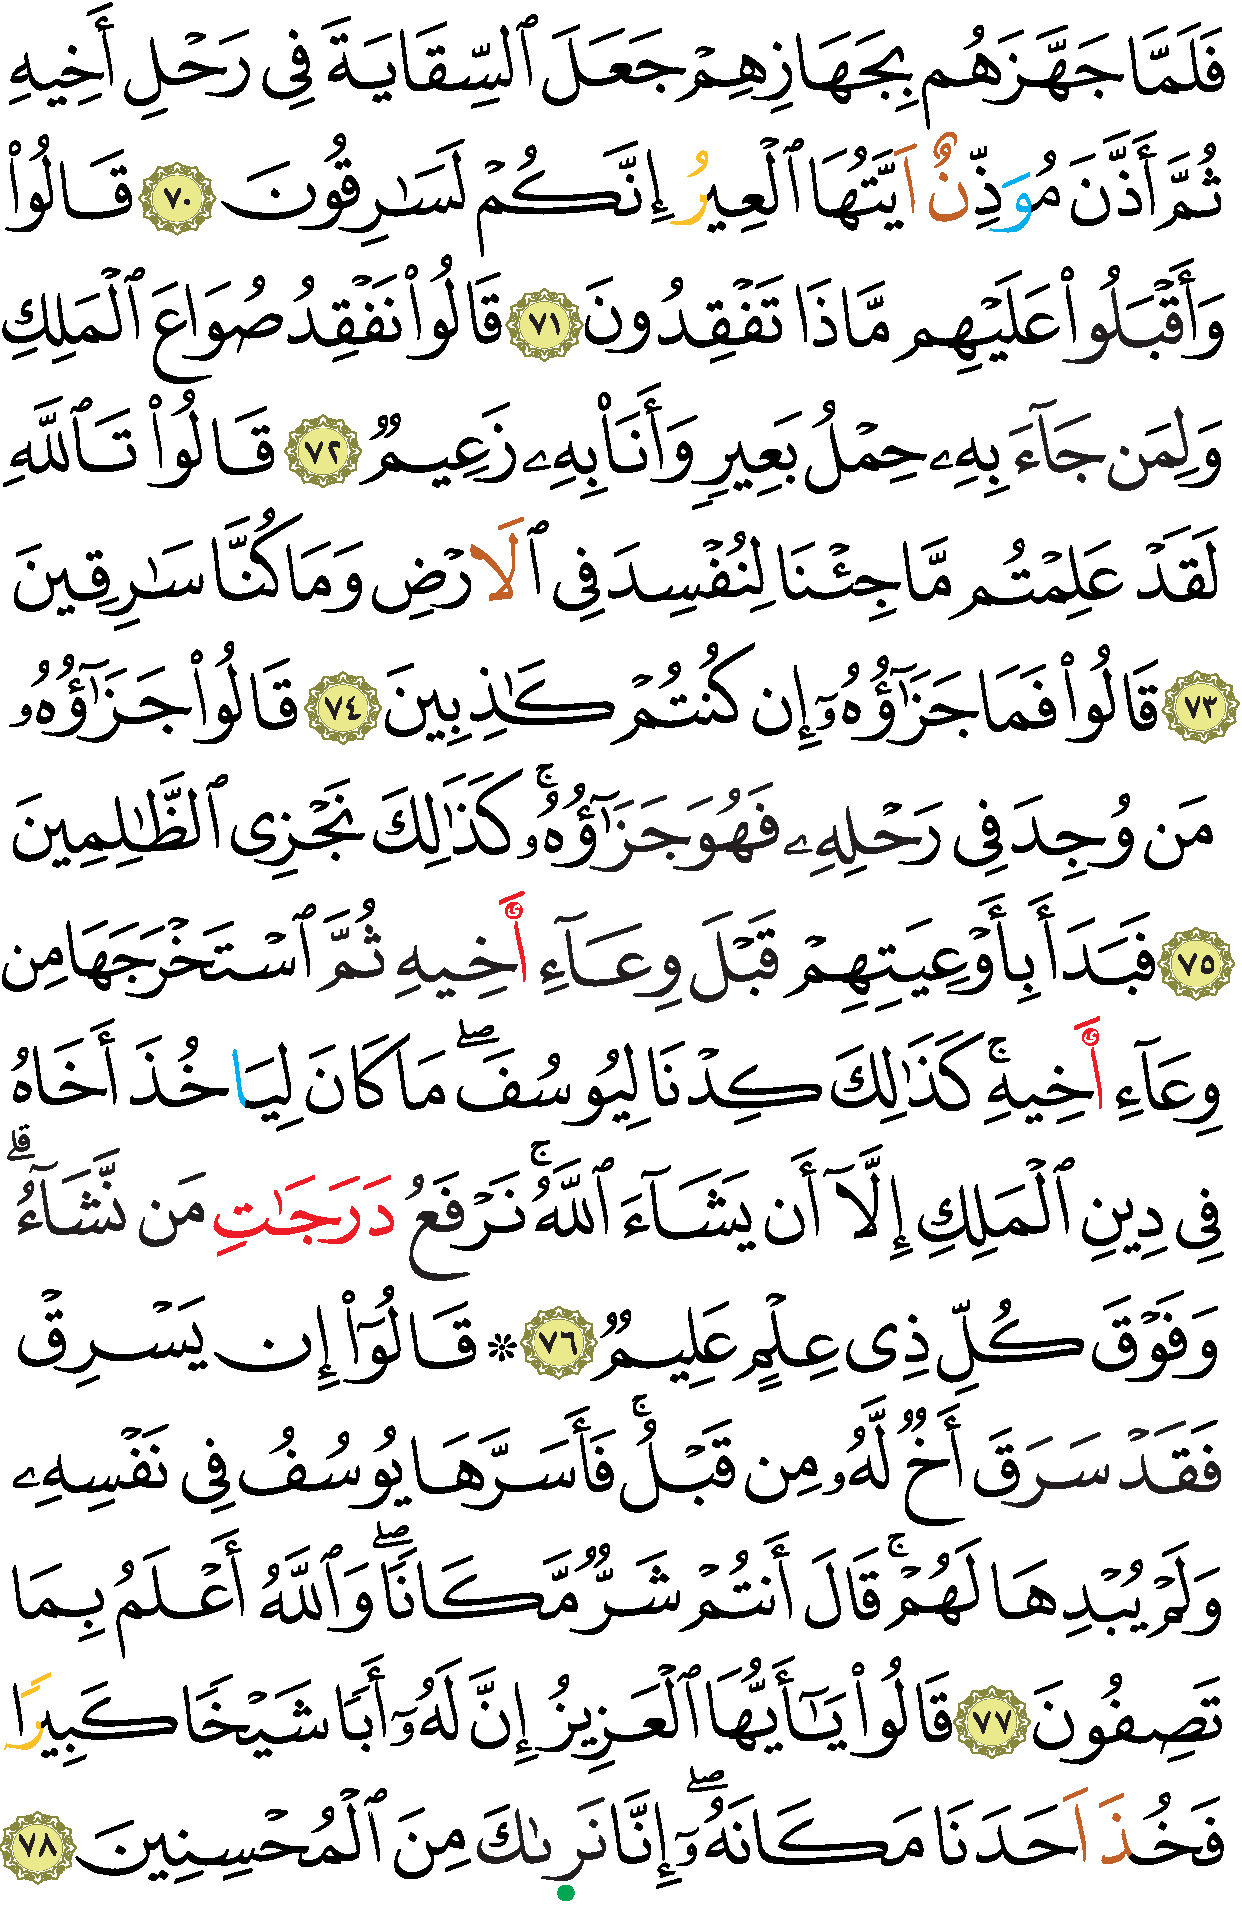 فَلَمَّا جَهَّزَهُم بِجَهَازِهِمْ جَعَلَ ٱلسِّقَايَةَ فِى رَحْلِ أَخِيهِ
ثُمَّ أَذَّنَ مُوَذِّنٌ اَيَّتُهَا ٱلْعِيرُ إِنَّكُمْ لَسَٰرِقُونَ ٧٠ قَالُوا۟
وَأَقْبَلُوا۟ عَلَيْهِم مَّاذَا تَفْقِدُونَ ٧١ قَالُوا۟ نَفْقِدُ صُوَاعَ ٱلْمَلِكِ
وَلِمَن جَآءَ بِهِۦ حِمْلُ بَعِيرٍ وَأَنَا۠ بِهِۦ زَعِيمٌ ٧٢ قَالُوا۟ تَٱللَّهِ
لَقَدْ عَلِمْتُم مَّا جِئْنَا لِنُفْسِدَ فِى ٱلَارْضِ وَمَا كُنَّا سَٰرِقِينَ
٧٣ قَالُوا۟ فَمَا جَزَٰٓؤُهُۥٓ إِن كُنتُمْ كَٰذِبِينَ ٧٤ قَالُوا۟ جَزَٰٓؤُهُۥ
مَن وُجِدَ فِى رَحْلِهِۦ فَهُوَ جَزَٰٓؤُهُۥۚ كَذَٰلِكَ نَجْزِى ٱلظَّٰلِمِينَ
٧٥ فَبَدَأَ بِأَوْعِيَتِهِمْ قَبْلَ وِعَآءِ أَخِيهِ ثُمَّ ٱسْتَخْرَجَهَا مِن
وِعَآءِ أَخِيهِۚ كَذَٰلِكَ كِدْنَا لِيُوسُفَۖ مَا كَانَ لِيَاخُذَ أَخَاهُ
فِى دِينِ ٱلْمَلِكِ إِلَّآ أَن يَشَآءَ ٱللَّهُۚ نَرْفَعُ دَرَجَٰتِ مَن نَّشَآءُۗ
وَفَوْقَ كُلِّ ذِى عِلْمٍ عَلِيمٌ ٧٦ * قَالُوٓا۟ إِن يَسْرِقْ
فَقَدْ سَرَقَ أَخٌ لَّهُۥ مِن قَبْلُۚ فَأَسَرَّهَا يُوسُفُ فِى نَفْسِهِۦ
وَلَمْ يُبْدِهَا لَهُمْۚ قَالَ أَنتُمْ شَرٌّ مَّكَانًاۖ وَٱللَّهُ أَعْلَمُ بِمَا
تَصِفُونَ ٧٧ قَالُوا۟ يَٰٓأَيُّهَا ٱلْعَزِيزُ إِنَّ لَهُۥٓ أَبًا شَيْخًا كَبِيرًا
فَخُذَ اَحَدَنَا مَكَانَهُۥٓۖ إِنَّا نَرىٰكَ مِنَ ٱلْمُحْسِنِينَ ٧٨